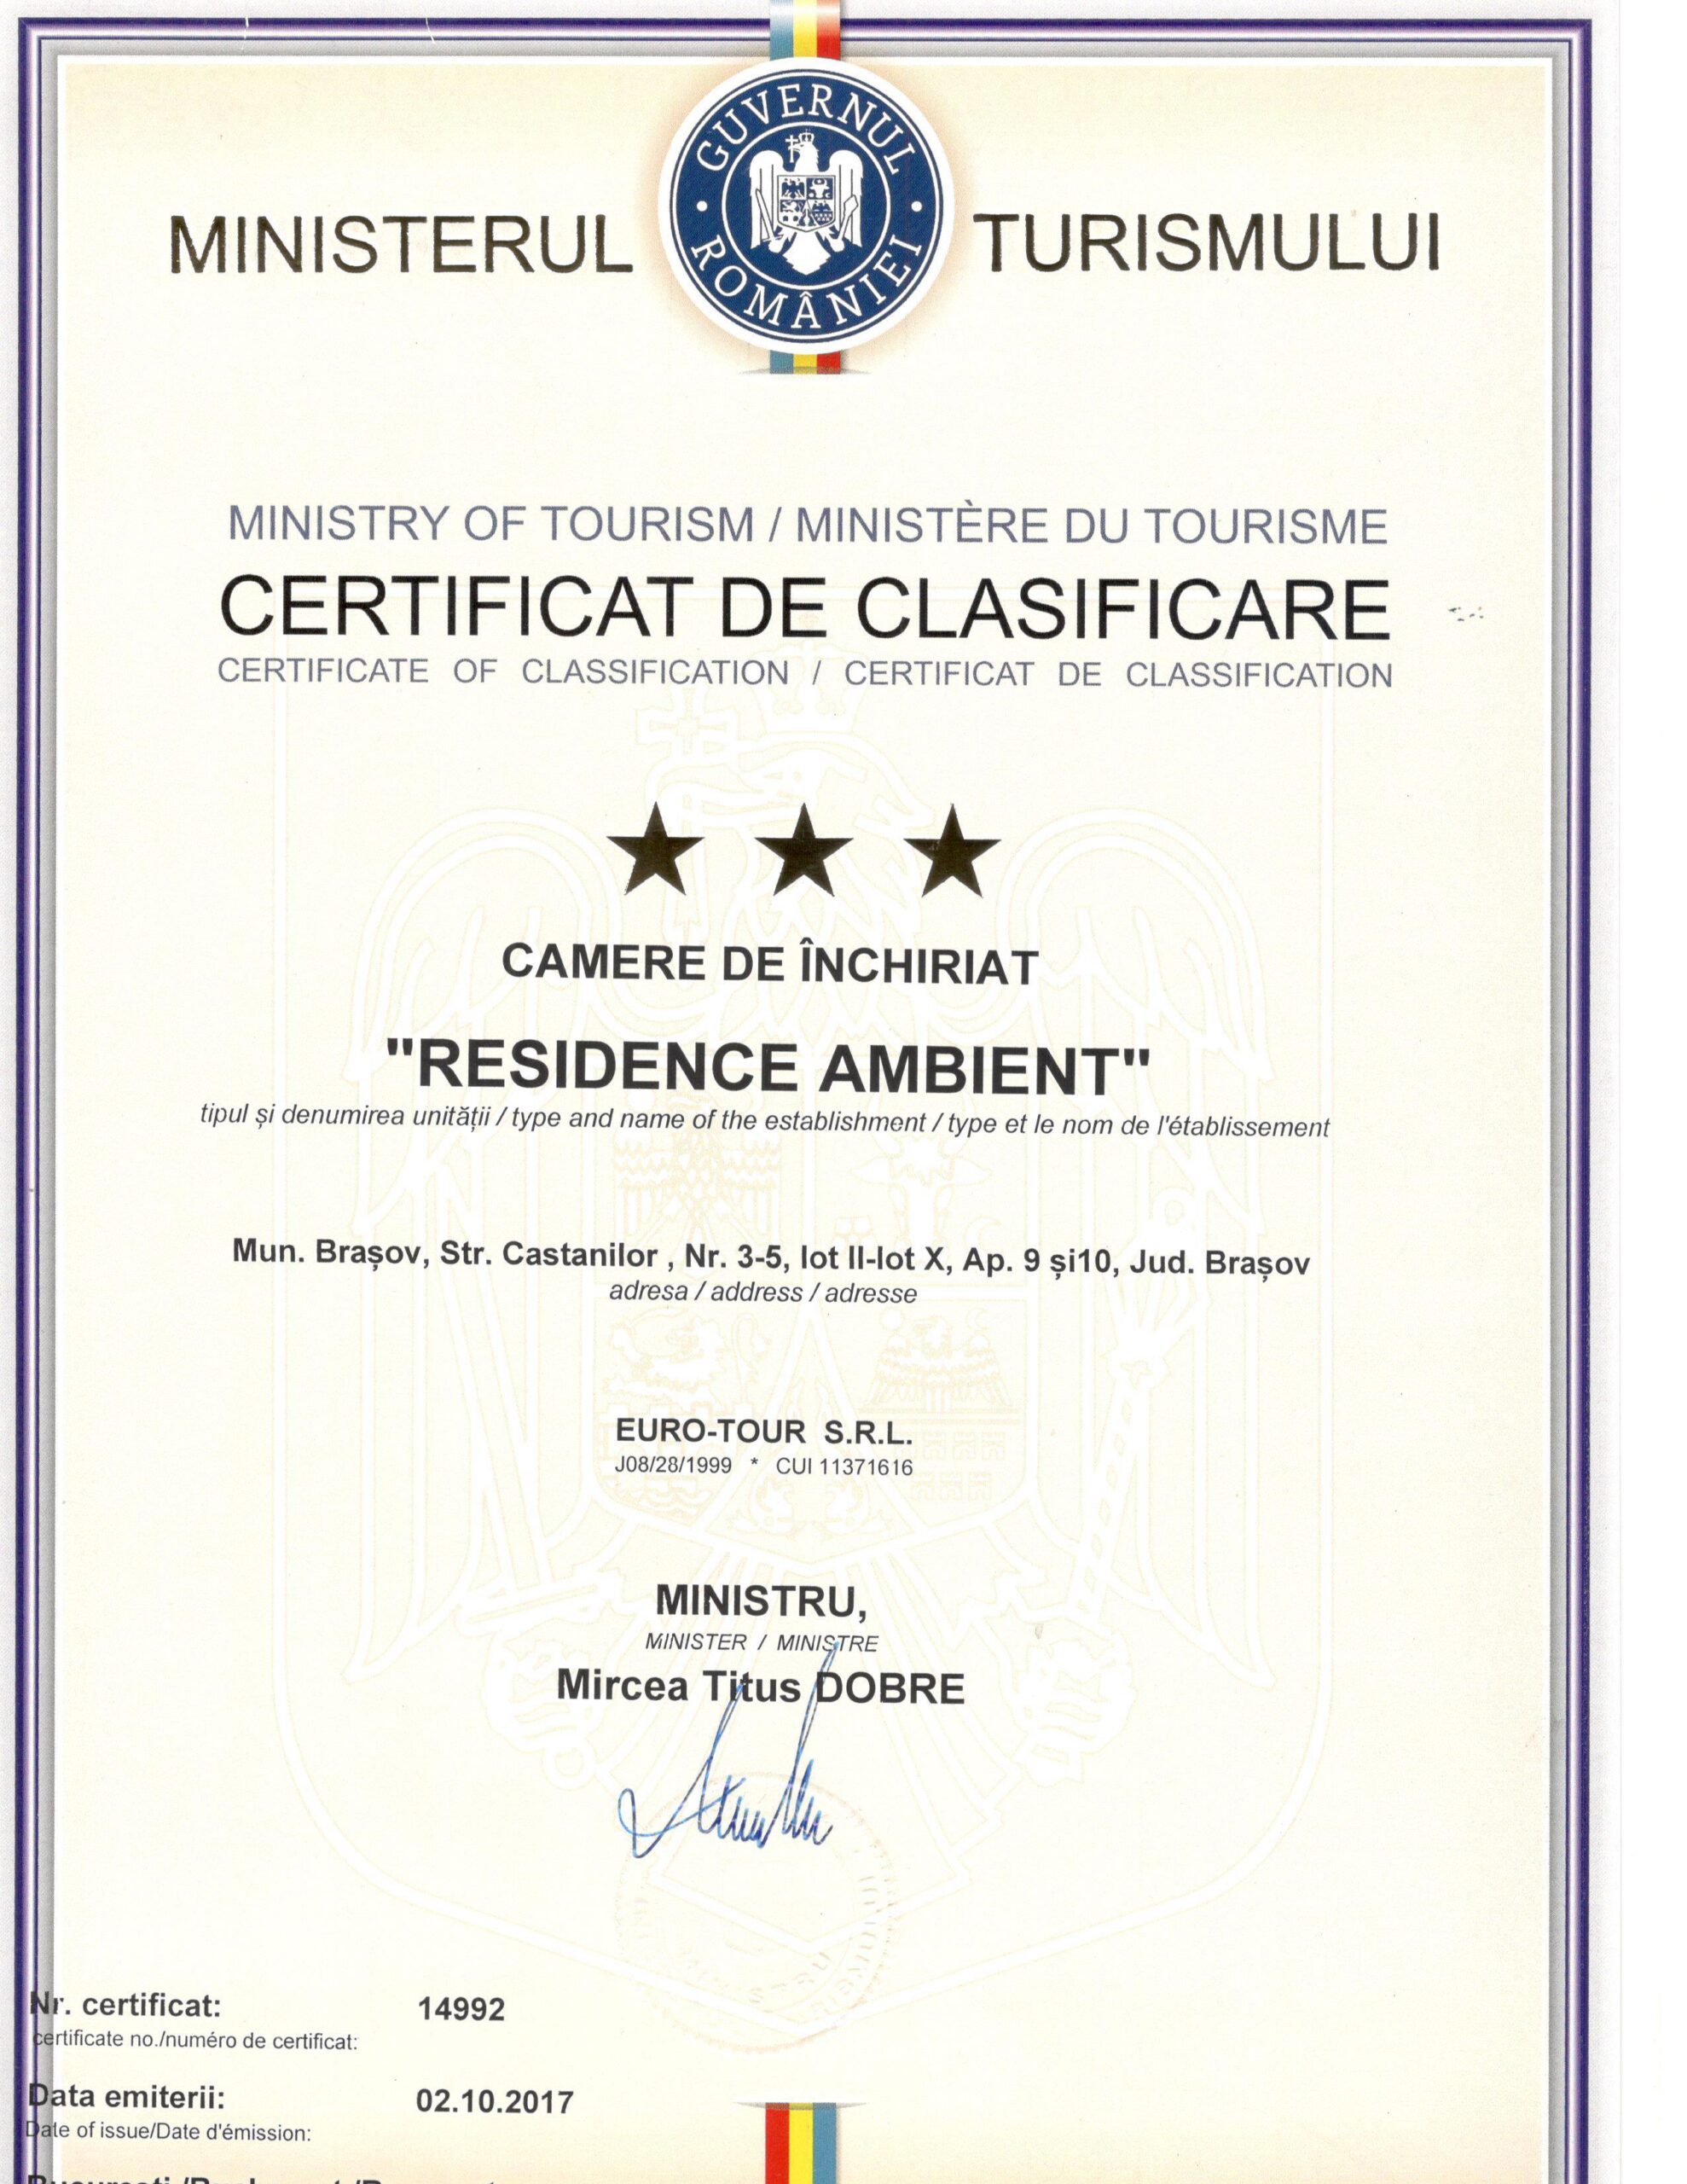 GUVERNUL ROMÂNIEI
MINISTERUL TURISMULUI
MINISTRY OF TOURISM / MINISTÈRE DU TOURISME
CERTIFICAT DE CLASIFICARE
CERTIFICATE OF CLASSIFICATION / CERTIFICAT DE CLASSIFICATION
CAMERE DE ÎNCHIRIAT
"RESIDENCE AMBIENT"
tipul și denumirea unității / type and name of the establishment / type et le nom de l'établissement
Mun. Brașov, Str. Castanilor , Nr. 3-5, lot II-lot X, Ap. 9 și10, Jud. Brașov
adresa / address / adresse
EURO-TOUR S.R.L.
J08/28/1999 * CUI 11371616
MINISTRU,
MINISTER / MINISTRE
Mircea Titus DOBRE
Nr. certificat: 14992
certificate no./numéro de certificat:
Data emiterii: 02.10.2017
Date of issue/Date d'émission: